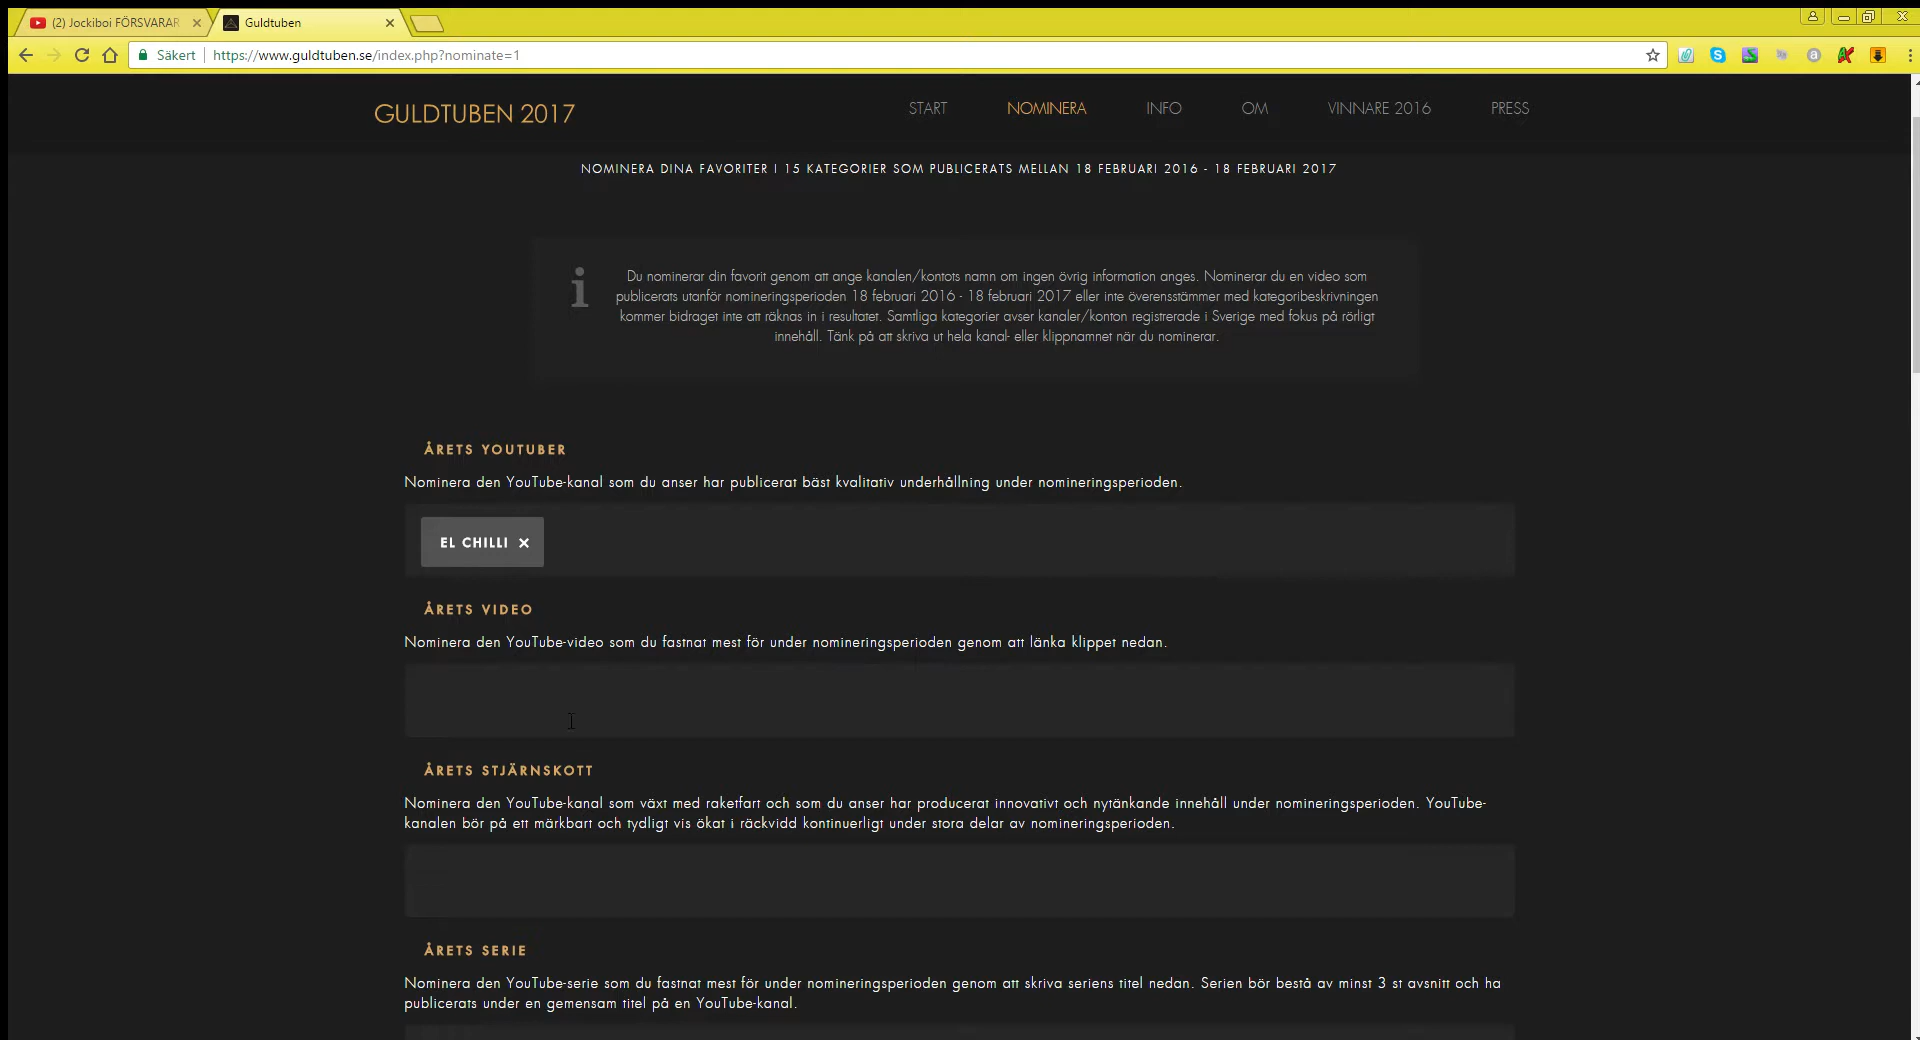 (2) Jockiboi FÖRSVARAR
Guldtuben
Säkert
https://www.guldtuben.se/index.php?nominate=1
GULDTUBEN 2017
START
NOMINERA
INFO
OM
VINNARE 2016
PRESS
NOMINERA DINA FAVORITER I 15 KATEGORIER SOM PUBLICERATS MELLAN 18 FEBRUARI 2016 - 18 FEBRUARI 2017
Du nominerar din favorit genom att ange kanalen/kontots namn om ingen övrig information anges. Nominerar du en video som
publicerats utanför nomineringsperioden 18 februari 2016 - 18 februari 2017 eller inte överensstämmer med kategoribeskrivningen
kommer bidraget inte att räknas in i resultatet. Samtliga kategorier avser kanaler/konton registrerade i Sverige med fokus på rörligt
innehåll. Tänk på att skriva ut hela kanal- eller klippnamnet när du nominerar.
ÅRETS YOUTUBER
Nominera den YouTube-kanal som du anser har publicerat bäst kvalitativ underhållning under nomineringsperioden.
EL CHILLI ×
ÅRETS VIDEO
Nominera den YouTube-video som du fastnat mest för under nomineringsperioden genom att länka klippet nedan.
ÅRETS STJÄRNSKOTT
Nominera den YouTube-kanal som växt med raketfart och som du anser har producerat innovativt och nytänkande innehåll under nomineringsperioden. YouTube-
kanalen bör på ett märkbart och tydligt vis ökat i räckvidd kontinuerligt under stora delar av nomineringsperioden.
ÅRETS SERIE
Nominera den YouTube-serie som du fastnat mest för under nomineringsperioden genom att skriva seriens titel nedan. Serien bör bestå av minst 3 st avsnitt och ha
publicerats under en gemensam titel på en YouTube-kanal.